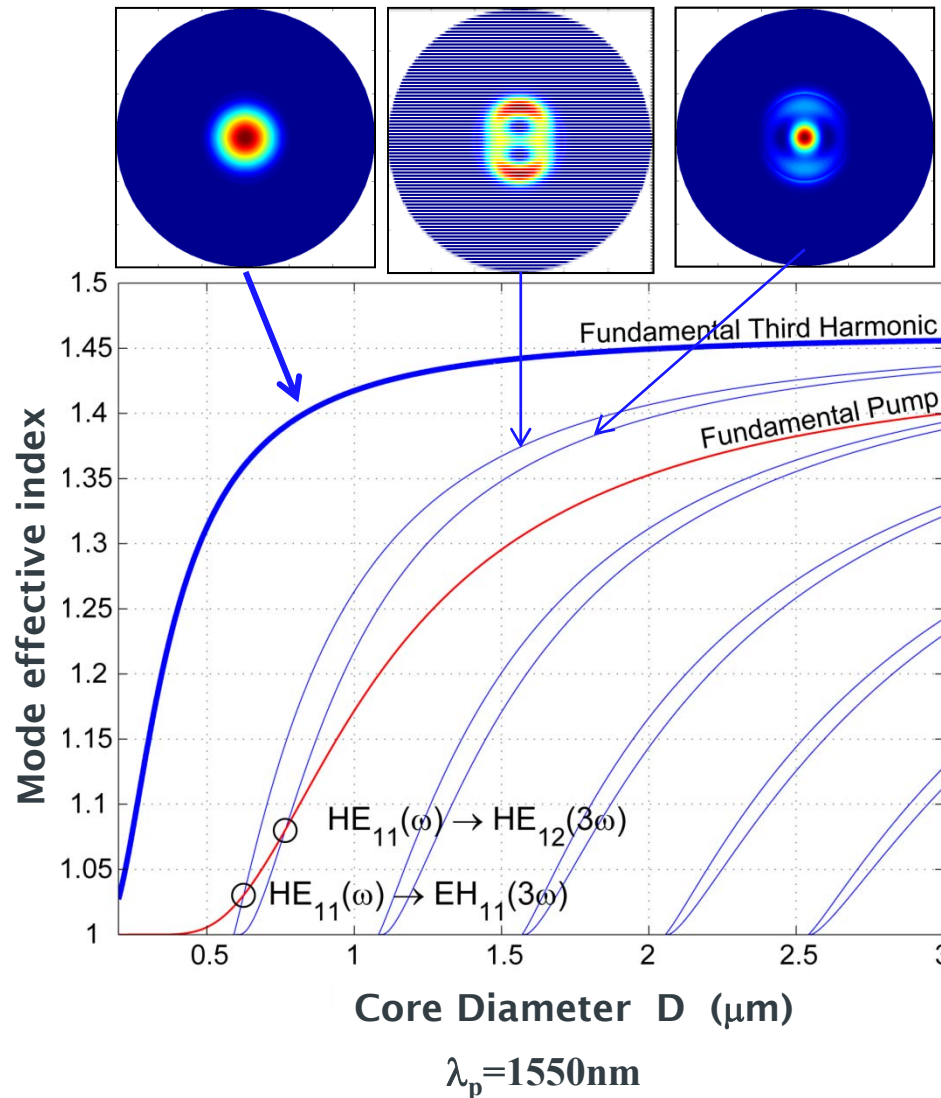 1.5
Fundamental Third Harmonic
1.45
1.4
Fundamental Pump
1.35
1.3
1.25
1.2
1.15
1.1
HE₁₁(ω) → HE₁₂(3ω)
1.05
HE₁₁(ω) → EH₁₁(3ω)
1
0.5 1 1.5 2 2.5 3
Mode effective index
Core Diameter D (μm)
λₚ=1550nm